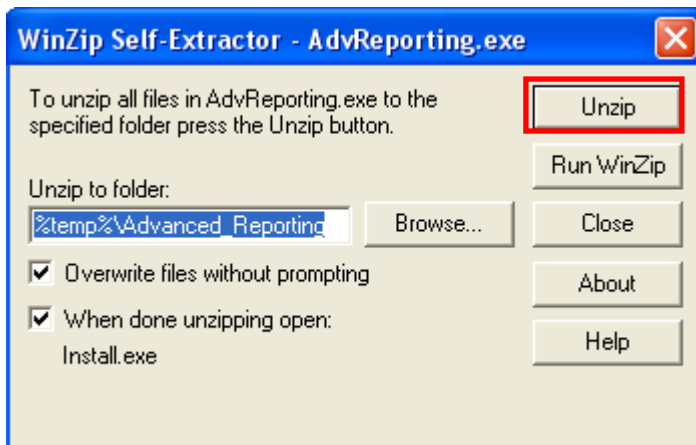 WinZip Self-Extractor - AdvReporting.exe
To unzip all files in AdvReporting.exe to the
specified folder press the Unzip button.
Unzip
Run WinZip
Unzip to folder:
%temp%\Advanced_Reporting
Browse...
Close
Overwrite files without prompting
About
When done unzipping open:
Install.exe
Help